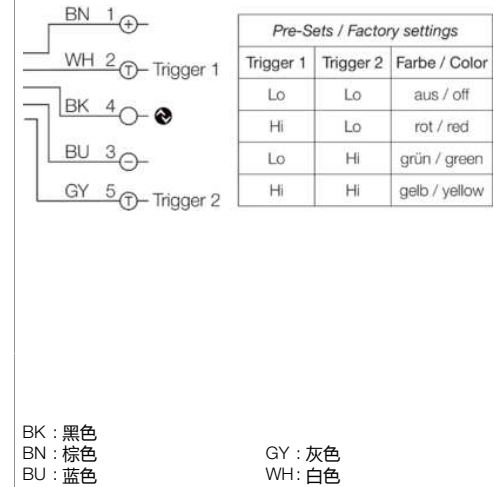 BN 1 +
WH 2 T Trigger 1
BK 4
BU 3 −
GY 5 T Trigger 2
Pre-Sets / Factory settings
Trigger 1 Trigger 2 Farbe / Color
Lo Lo aus / off
Hi Lo rot / red
Lo Hi grün / green
Hi Hi gelb / yellow
BK : 黑色
BN : 棕色 GY : 灰色
BU : 蓝色 WH : 白色